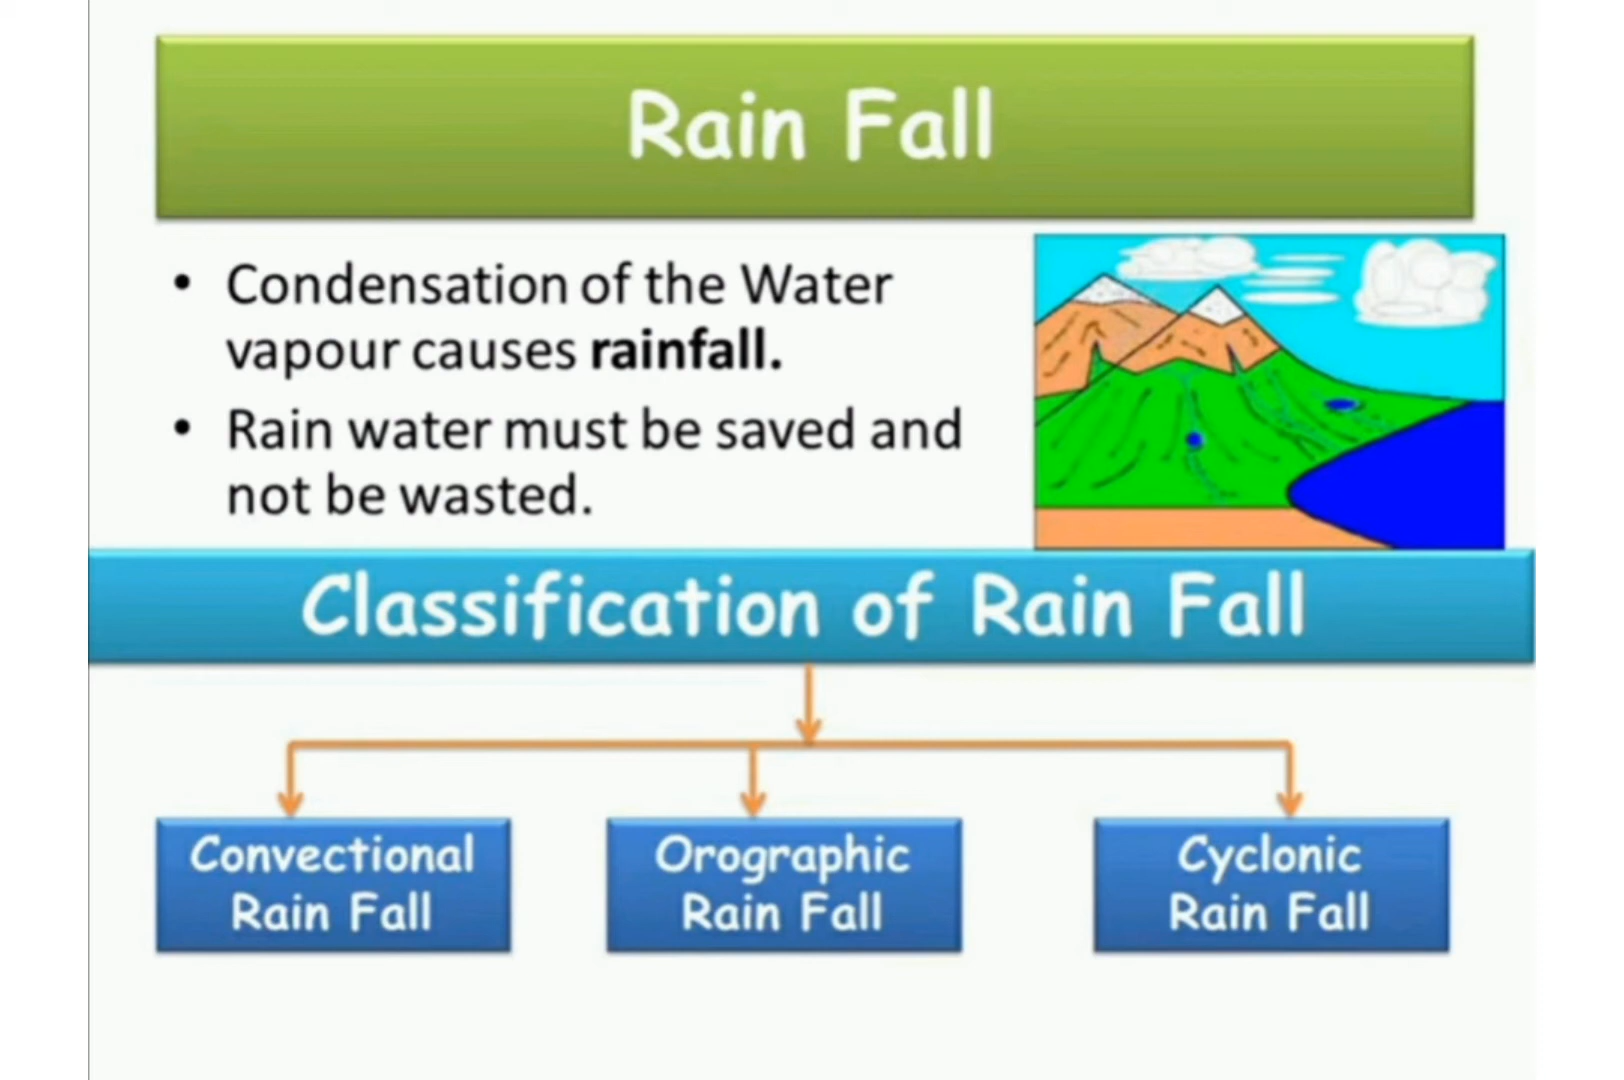 Rain Fall
• Condensation of the Water
vapour causes rainfall.
• Rain water must be saved and
not be wasted.
Classification of Rain Fall
Convectional
Rain Fall
Orographic
Rain Fall
Cyclonic
Rain Fall